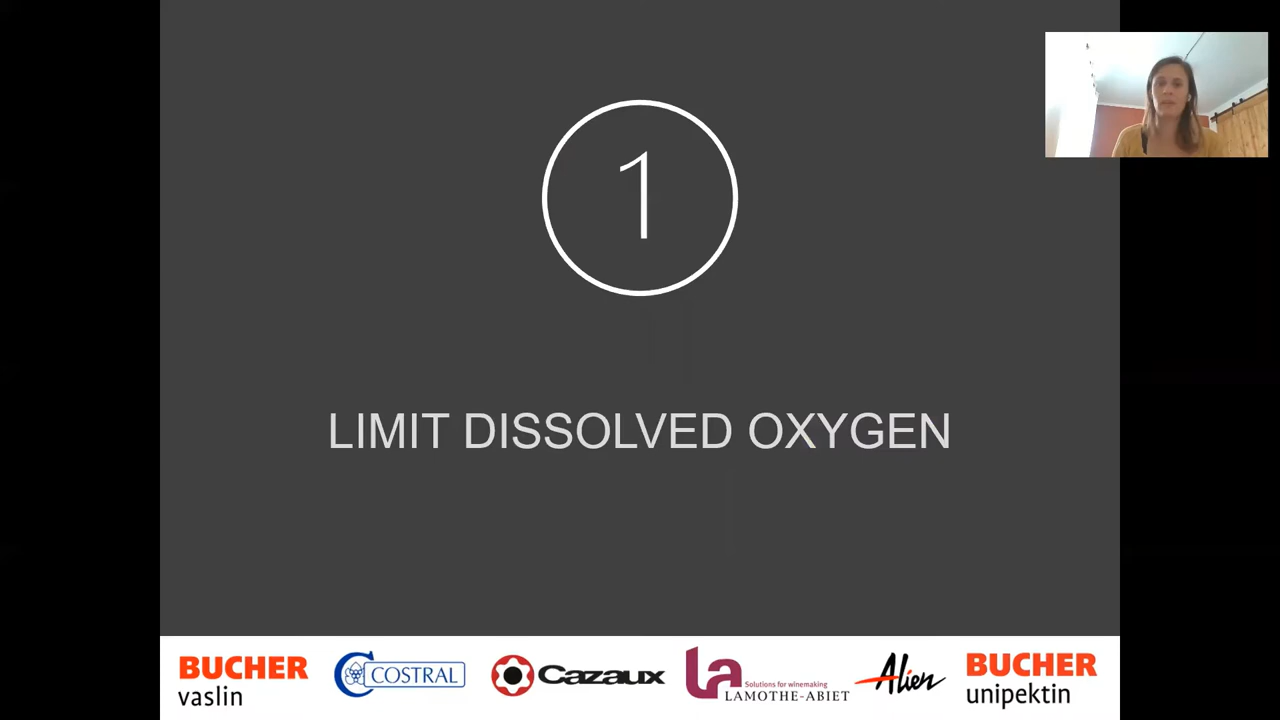 1
LIMIT DISSOLVED OXYGEN
BUCHER
vaslin
COSTRAL
Cazaux
La
Solutions for winemaking
LAMOTHE-ABIET
Alien
BUCHER
unipektin